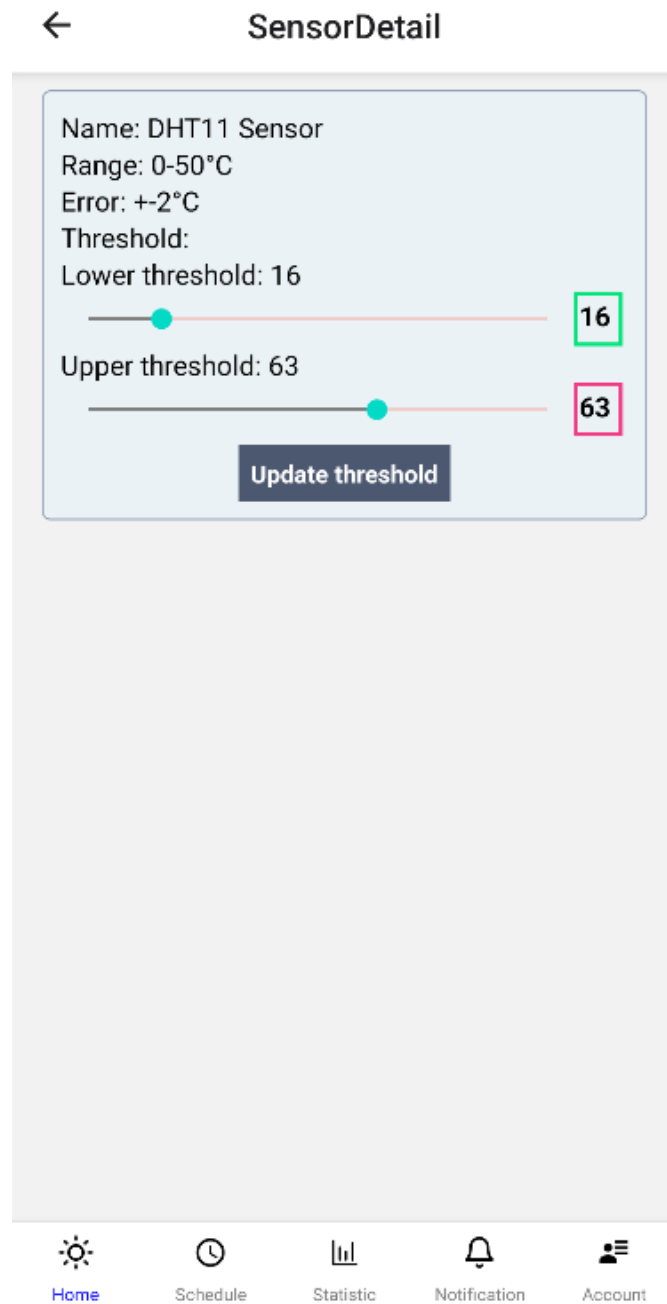 SensorDetail
Name: DHT11 Sensor
Range: 0-50°C
Error: +-2°C
Threshold:
Lower threshold: 16
16
Upper threshold: 63
63
Update threshold
Home Schedule Statistic Notification Account